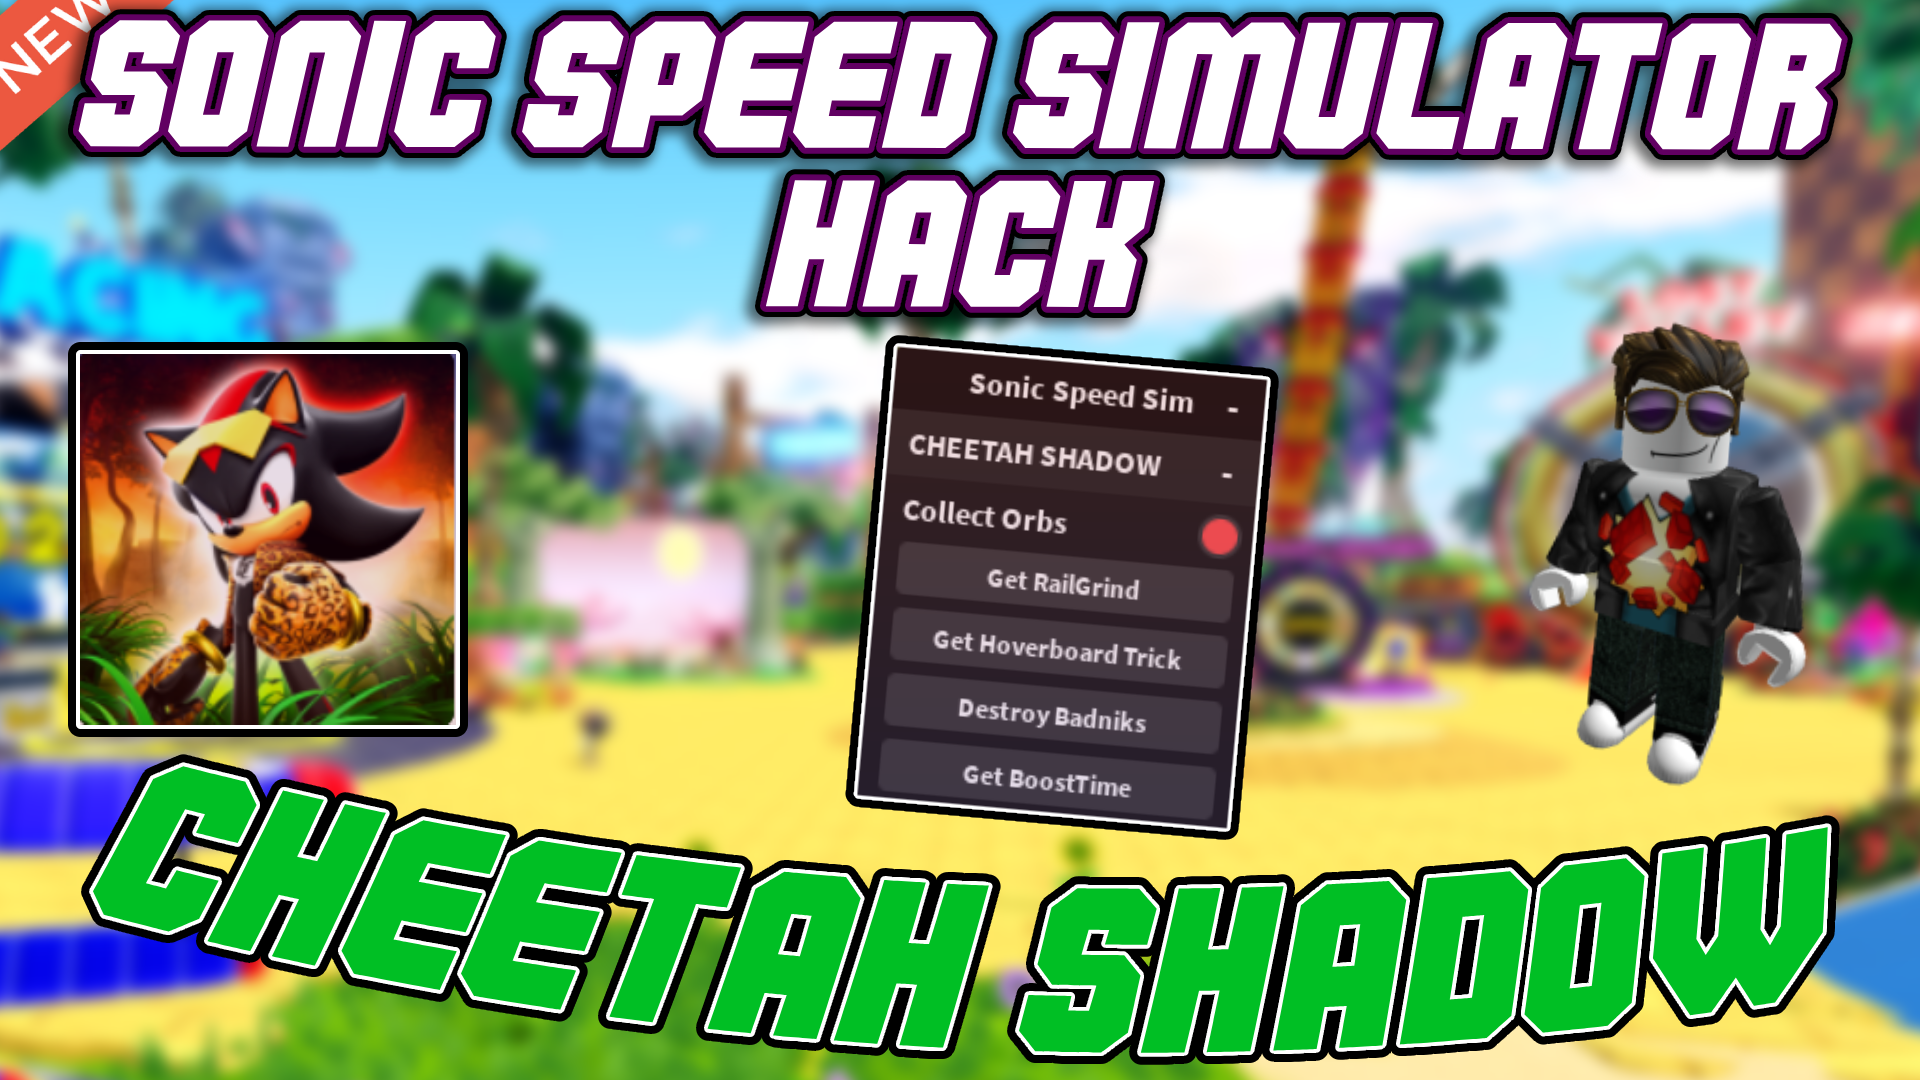 NEW
SONIC SPEED SIMULATOR
HACK
ACING
Sonic Speed Sim -
CHEETAH SHADOW -
Collect Orbs
Get RailGrind
Get Hoverboard Trick
Destroy Badniks
Get BoostTime
CHEETAH SHADOW